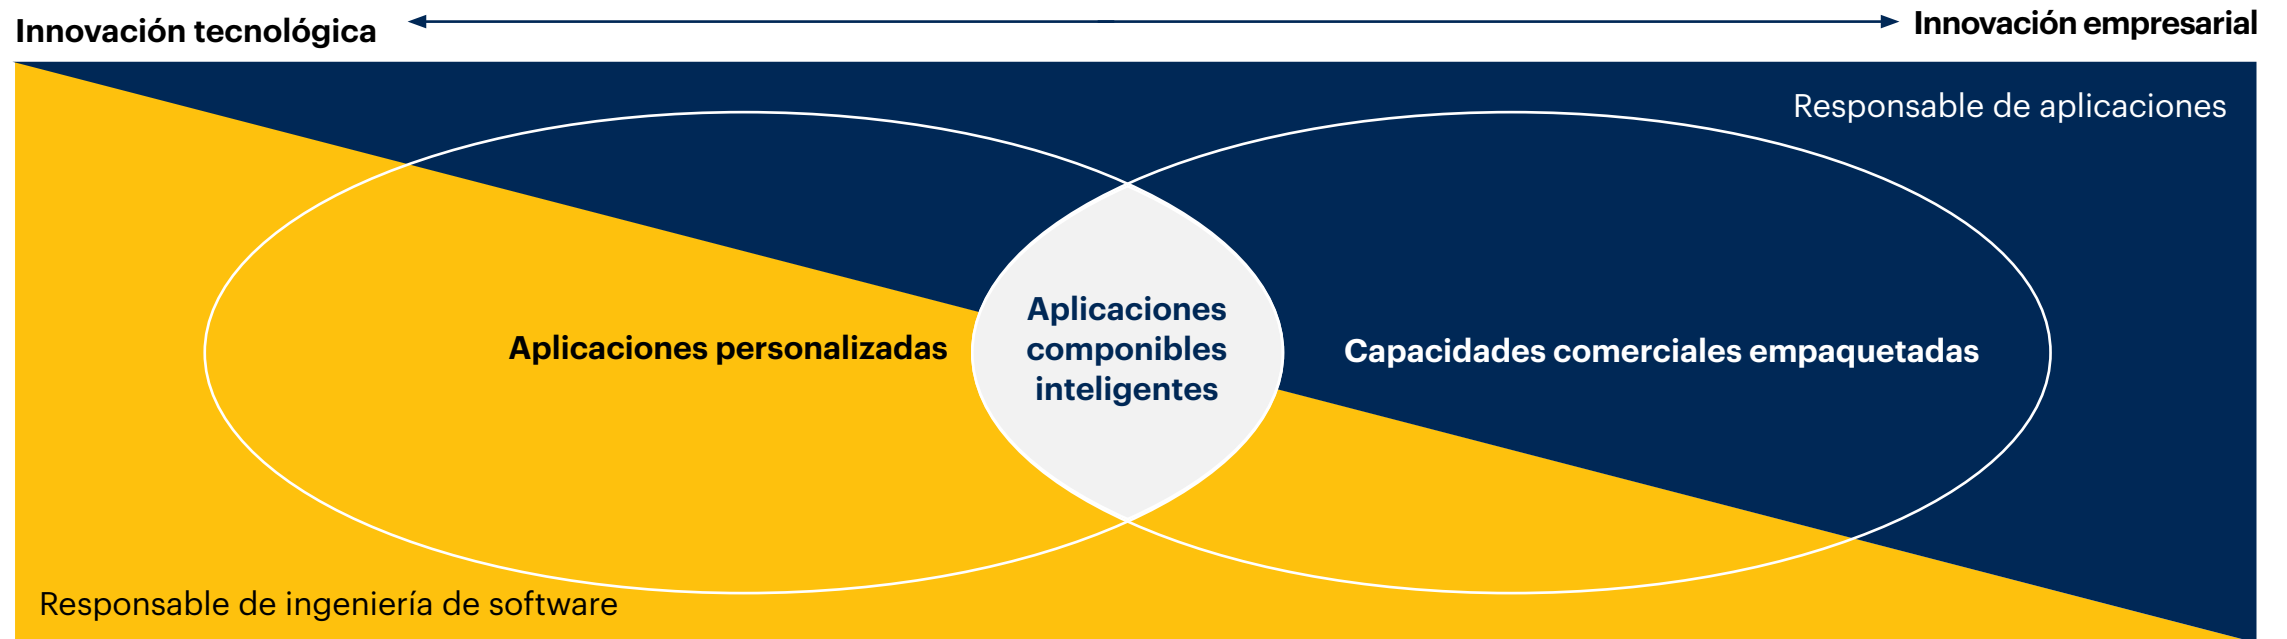 Innovación tecnológica
Innovación empresarial
Responsable de aplicaciones
Aplicaciones personalizadas
Aplicaciones
componibles
inteligentes
Capacidades comerciales empaquetadas
Responsable de ingeniería de software